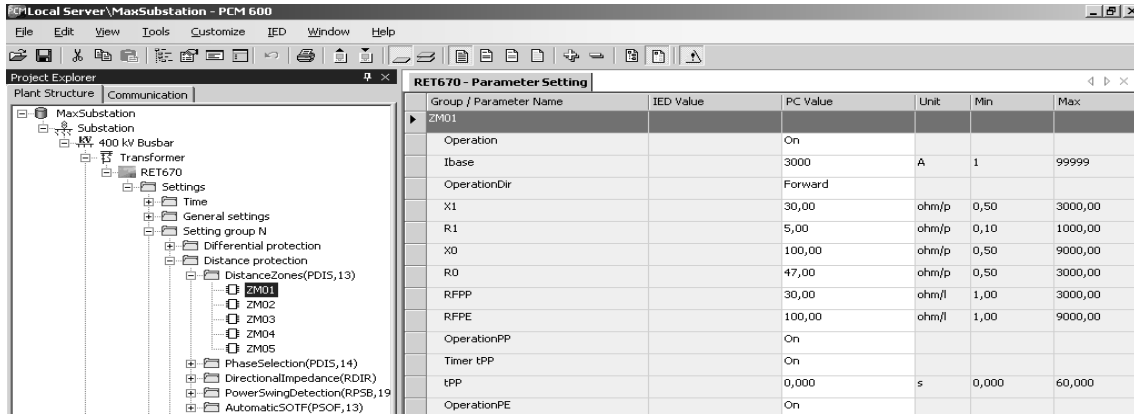 Local Server\MaxSubstation - PCM 600
File Edit View Tools Customize IED Window Help
Project Explorer
Plant Structure Communication
MaxSubstation
Substation
400 kV Busbar
Transformer
RET670
Settings
Time
General settings
Setting group N
Differential protection
Distance protection
DistanceZones(PDIS,13)
ZM01
ZM02
ZM03
ZM04
ZM05
PhaseSelection(PDIS,14)
DirectionalImpedance(RDIR)
PowerSwingDetection(RPSB,19
AutomaticSOTF(PSOF,13)
RET670 - Parameter Setting
Group / Parameter Name IED Value PC Value Unit Min Max
ZM01
Operation On
Ibase 3000 A 1 99999
OperationDir Forward
X1 30,00 ohm/p 0,50 3000,00
R1 5,00 ohm/p 0,10 1000,00
X0 100,00 ohm/p 0,50 9000,00
R0 47,00 ohm/p 0,50 3000,00
RFPP 30,00 ohm/l 1,00 3000,00
RFPE 100,00 ohm/l 1,00 9000,00
OperationPP On
Timer tPP On
tPP 0,000 s 0,000 60,000
OperationPE On